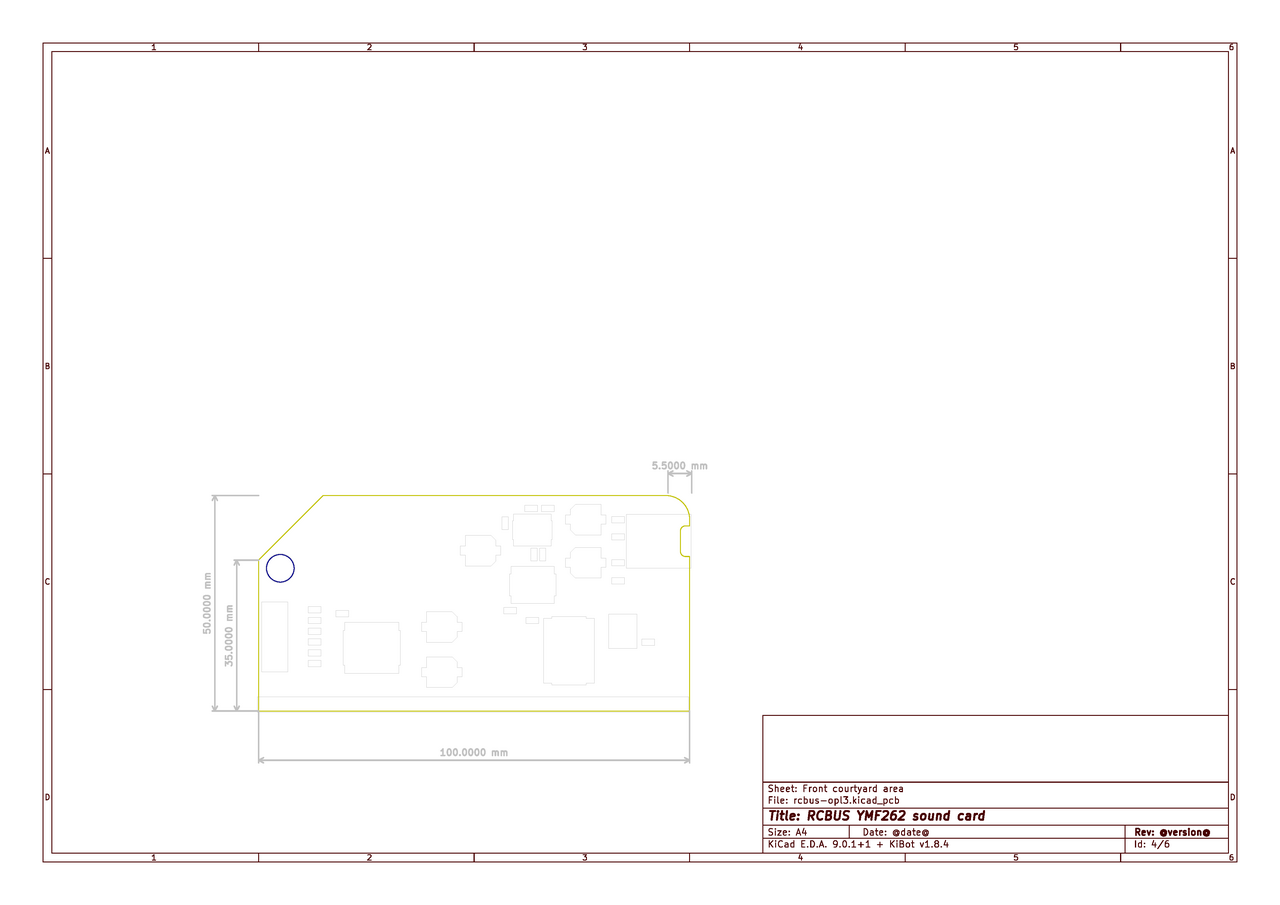 1 2 3 4 5 6
A A
5.5000 mm
B B
50.0000 mm
35.0000 mm
C C
100.0000 mm
Sheet: Front courtyard area
File: rcbus-opl3.kicad_pcb
D D
Title: RCBUS YMF262 sound card
Size: A4 Date: @date@ Rev: @version@
KiCad E.D.A. 9.0.1+1 + KiBot v1.8.4 Id: 4/6
1 2 3 4 5 6